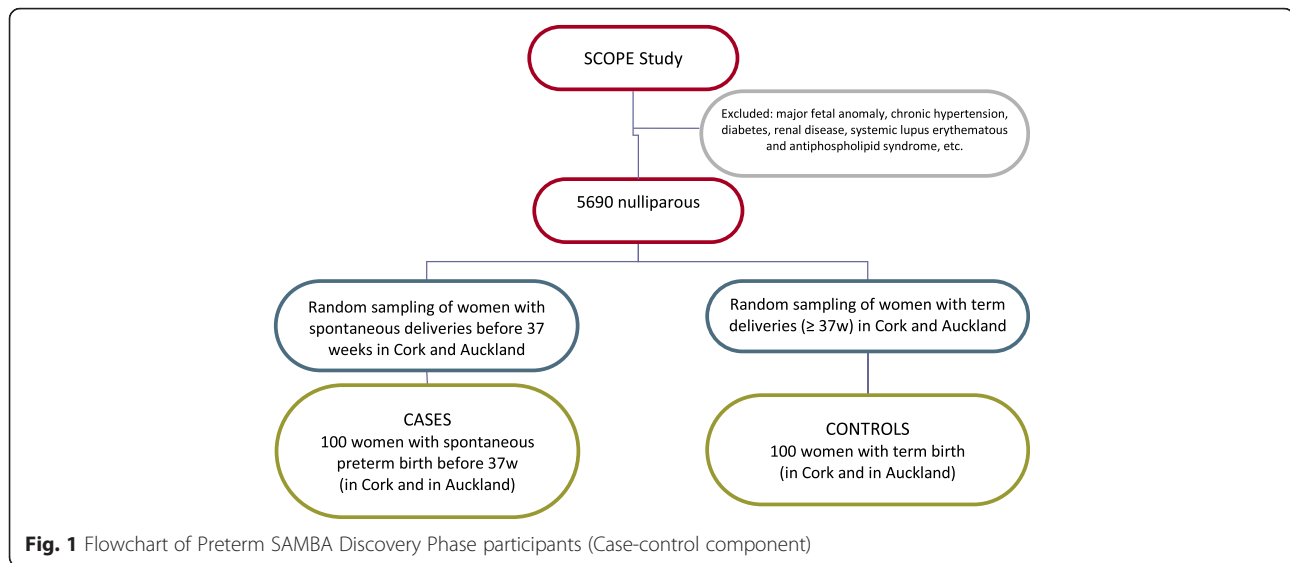 SCOPE Study
Excluded: major fetal anomaly, chronic hypertension,
diabetes, renal disease, systemic lupus erythematous
and antiphospholipid syndrome, etc.
5690 nulliparous
Random sampling of women with
spontaneous deliveries before 37
weeks in Cork and Auckland
Random sampling of women with term
deliveries (≥ 37w) in Cork and Auckland
CASES
100 women with spontaneous
preterm birth before 37w
(in Cork and in Auckland)
CONTROLS
100 women with term birth
(in Cork and in Auckland)
Fig. 1 Flowchart of Preterm SAMBA Discovery Phase participants (Case-control component)